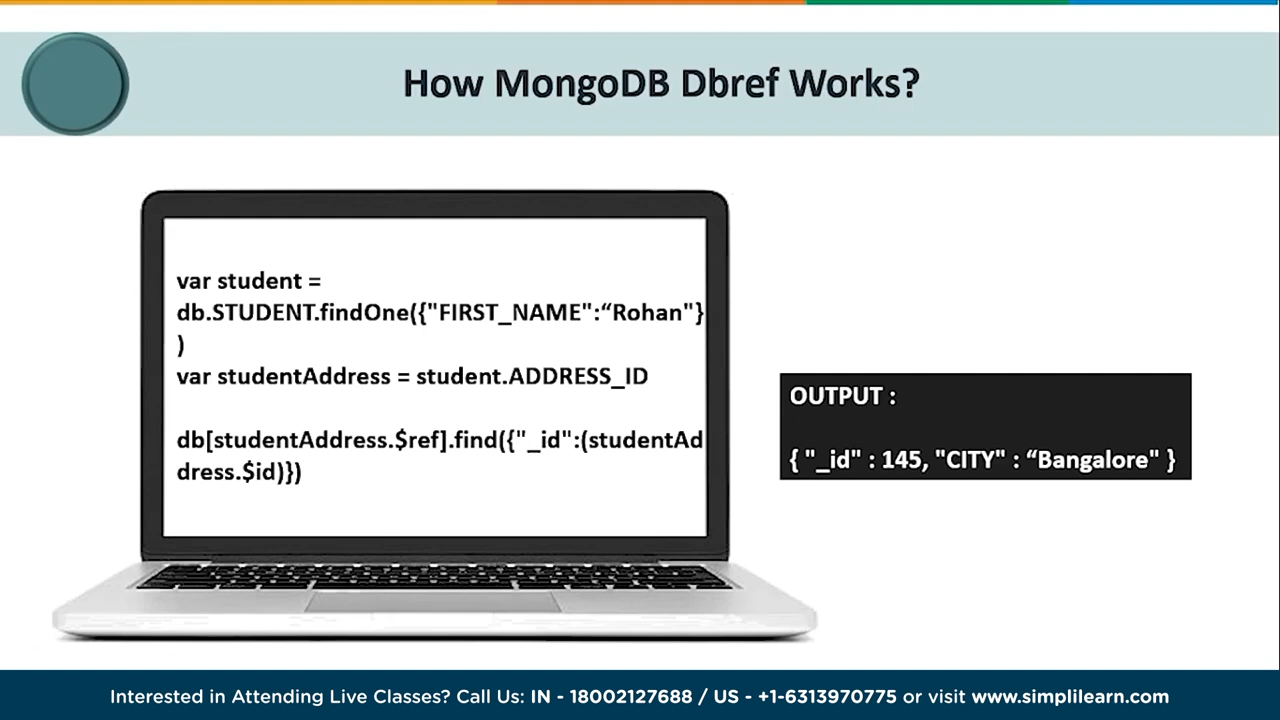 How MongoDB Dbref Works?
var student =
db.STUDENT.findOne({"FIRST_NAME":“Rohan"}
)
var studentAddress = student.ADDRESS_ID
db[studentAddress.$ref].find({"_id":(studentAd
dress.$id)})
OUTPUT :
{ "_id" : 145, "CITY" : “Bangalore" }
Interested in Attending Live Classes? Call Us: IN - 18002127688 / US - +1-6313970775 or visit www.simplilearn.com